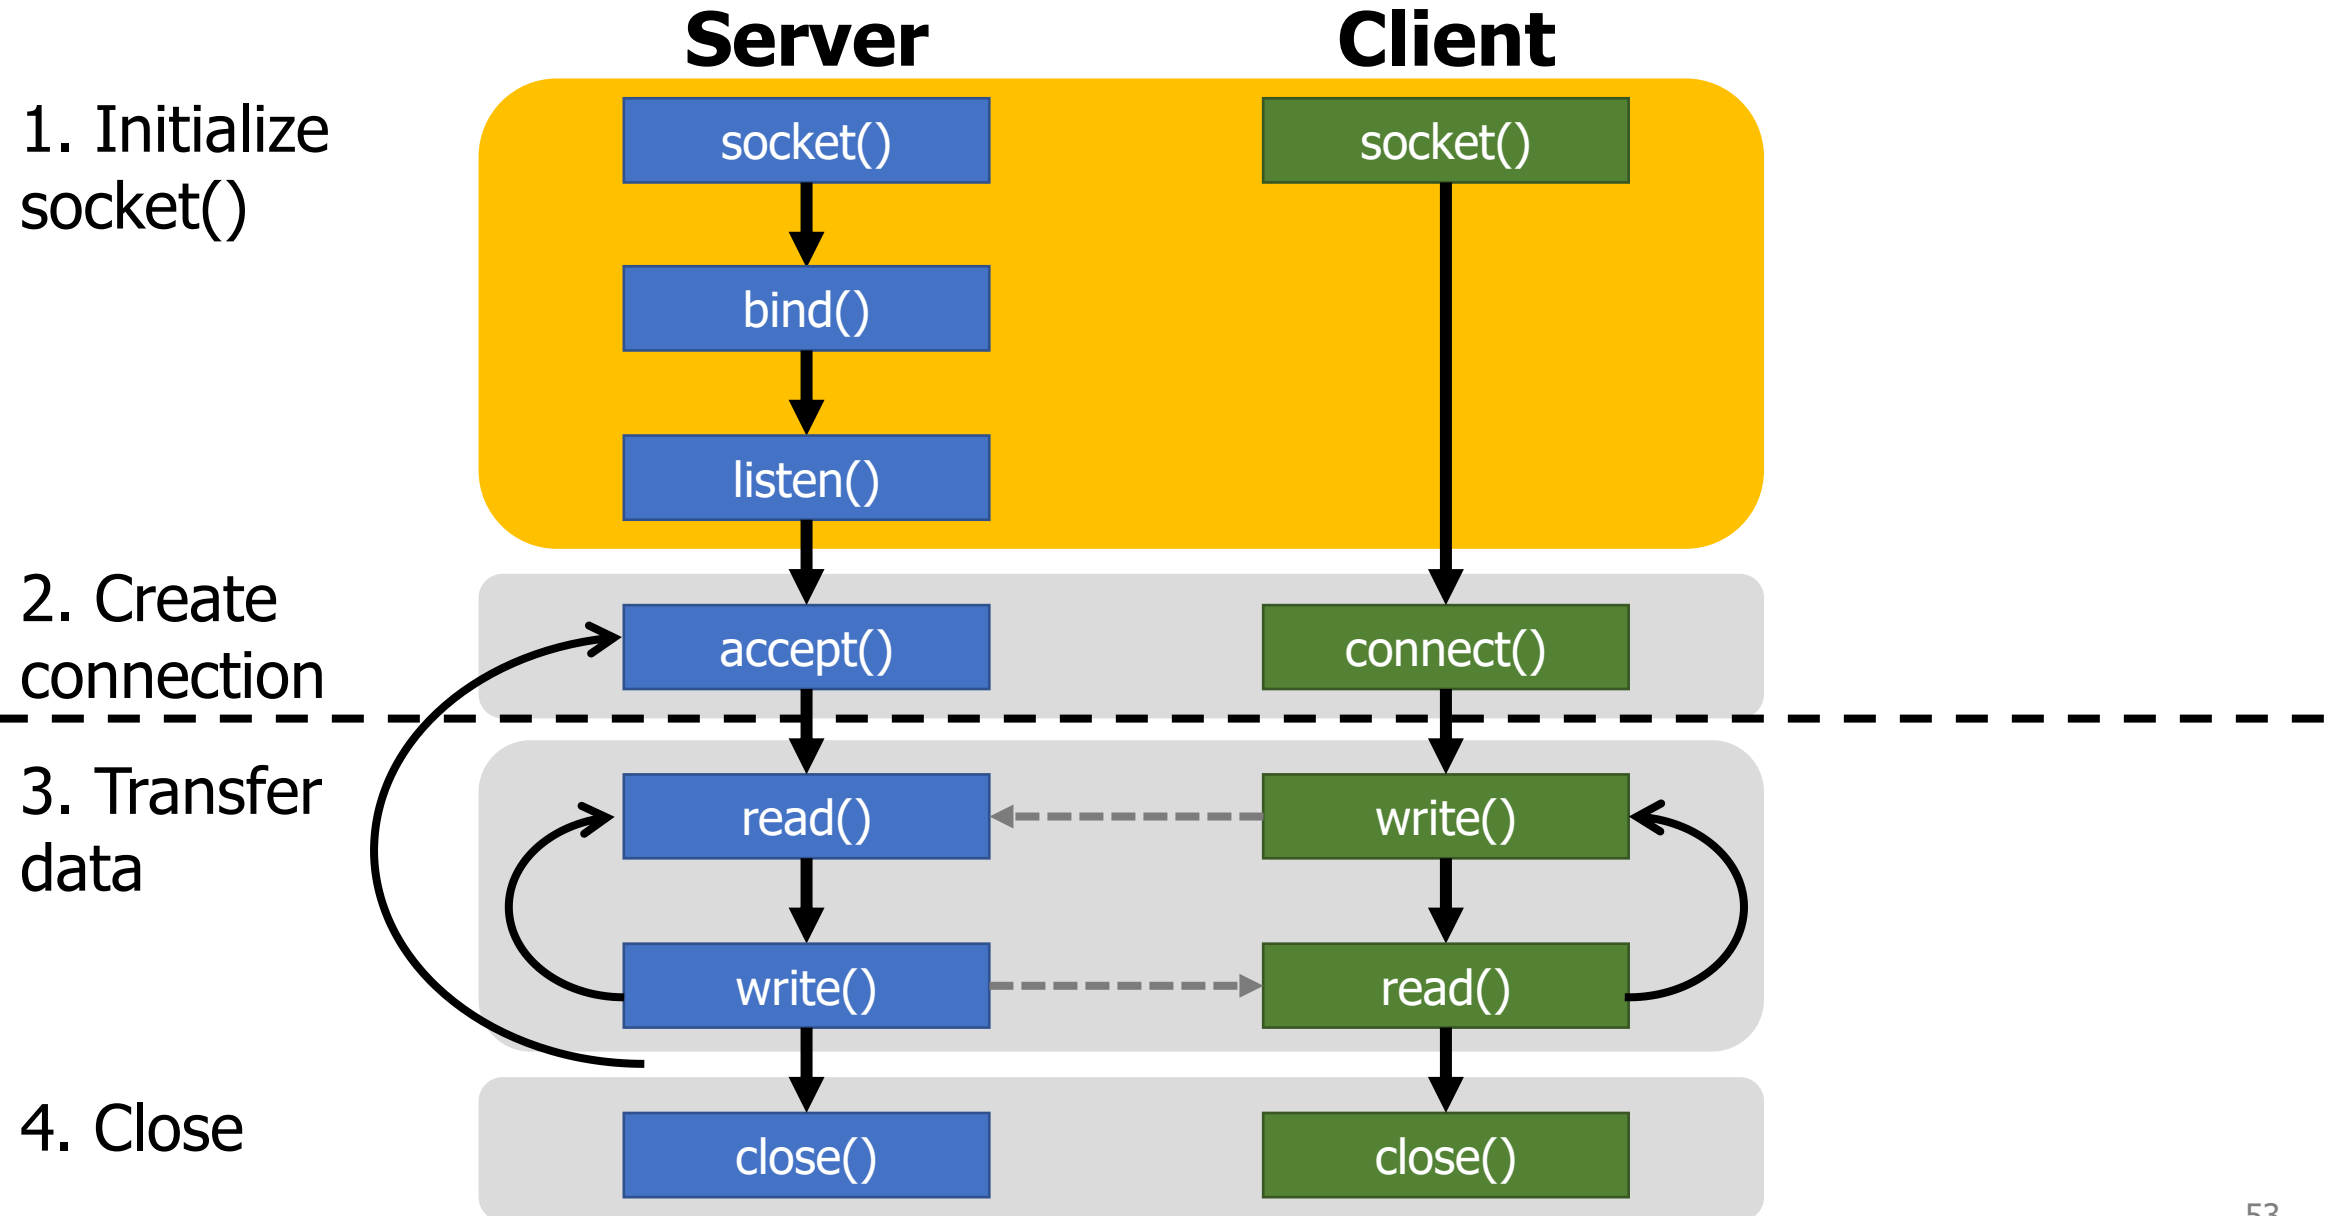 Server Client
1. Initialize
socket()
socket() socket()
bind()
listen()
2. Create
connection
accept() connect()
3. Transfer
data
read() write()
write() read()
4. Close
close() close()
53